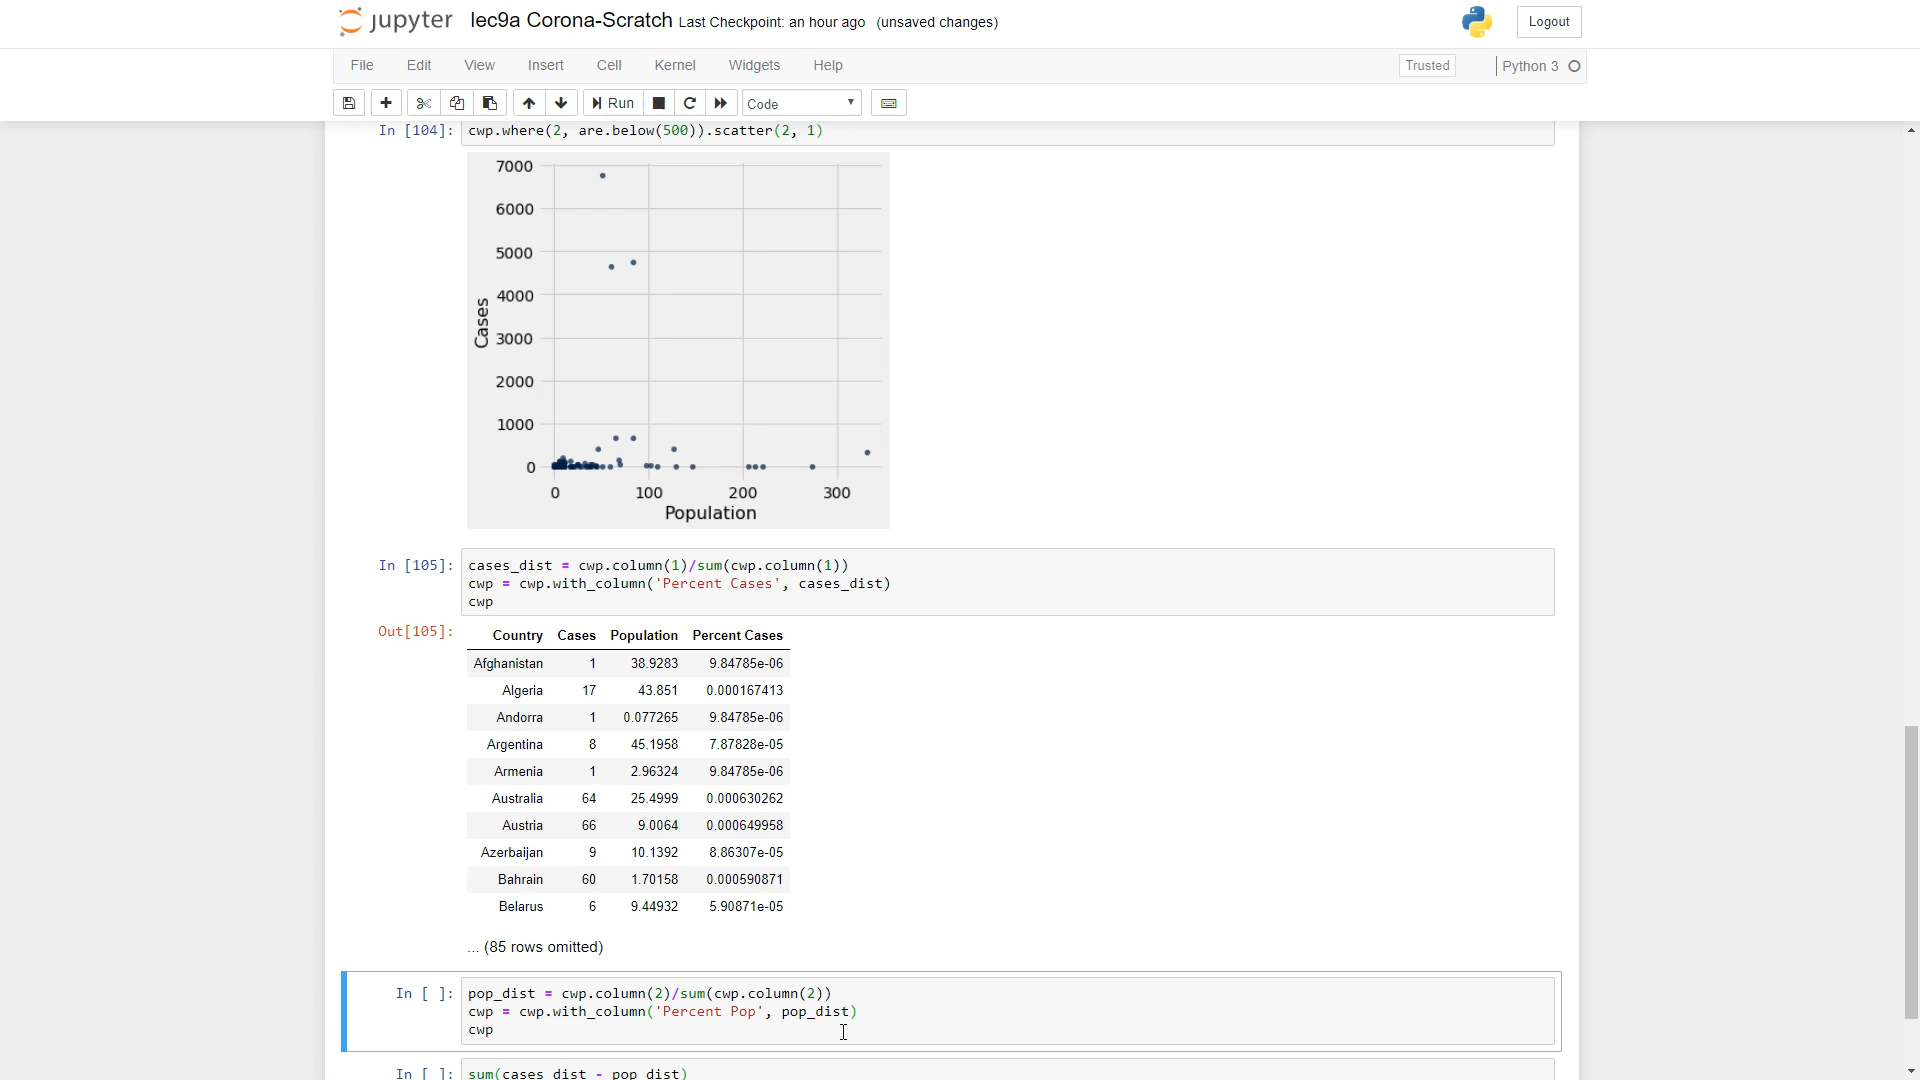 jupyter lec9a Corona-Scratch Last Checkpoint: an hour ago (unsaved changes) Logout
File Edit View Insert Cell Kernel Widgets Help Trusted Python 3
Run Code
In [104]: cwp.where(2, are.below(500)).scatter(2, 1)
7000
6000
5000
4000
3000
2000
1000
0
Cases
0 100 200 300
Population
In [105]: cases_dist = cwp.column(1)/sum(cwp.column(1))
cwp = cwp.with_column('Percent Cases', cases_dist)
cwp
Out[105]: Country Cases Population Percent Cases
Afghanistan 1 38.9283 9.84785e-06
Algeria 17 43.851 0.000167413
Andorra 1 0.077265 9.84785e-06
Argentina 8 45.1958 7.87828e-05
Armenia 1 2.96324 9.84785e-06
Australia 64 25.4999 0.000630262
Austria 66 9.0064 0.000649958
Azerbaijan 9 10.1392 8.86307e-05
Bahrain 60 1.70158 0.000590871
Belarus 6 9.44932 5.90871e-05
... (85 rows omitted)
In [ ]: pop_dist = cwp.column(2)/sum(cwp.column(2))
cwp = cwp.with_column('Percent Pop', pop_dist)
cwp
In [ ]: sum(cases_dist - pop_dist)